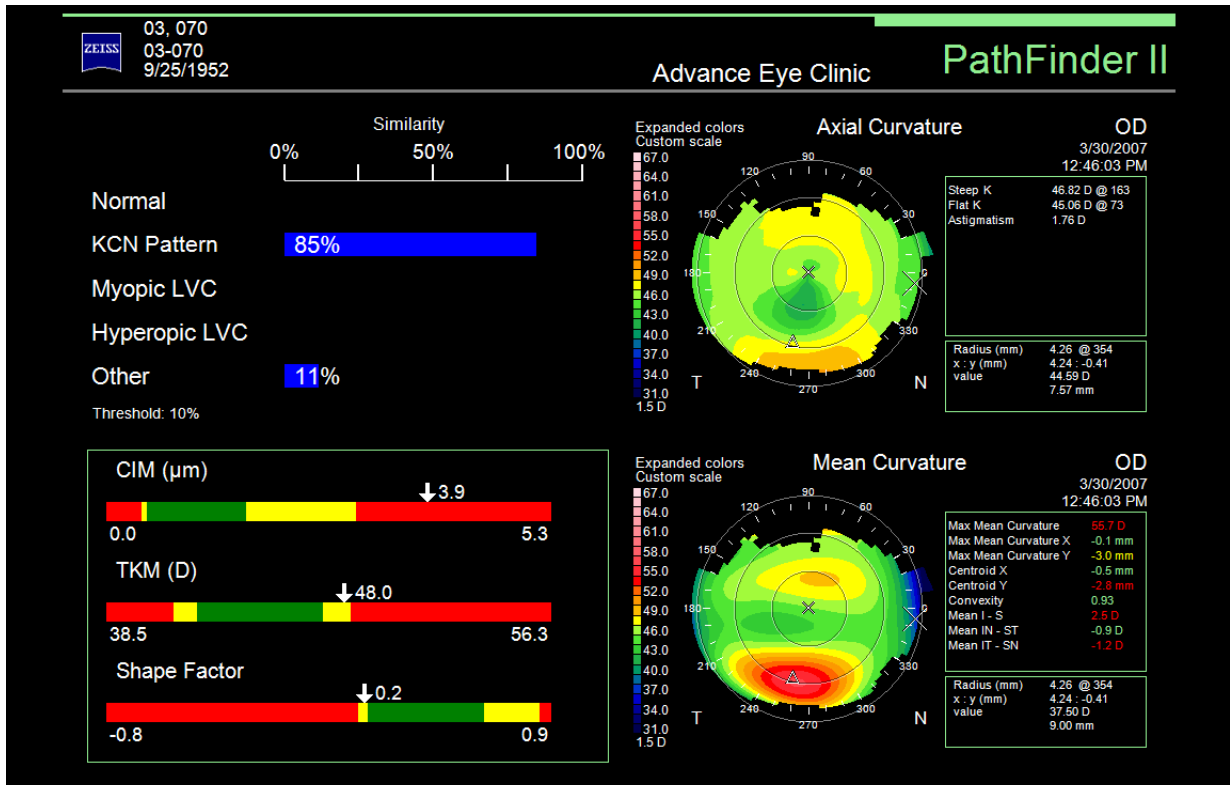 ZEISS
03, 070
03-070
9/25/1952
Advance Eye Clinic
PathFinder II
Similarity
0% 50% 100%
Normal
KCN Pattern 85%
Myopic LVC
Hyperopic LVC
Other 11%
Threshold: 10%
CIM (µm)
3.9
0.0 5.3
TKM (D)
48.0
38.5 56.3
Shape Factor
0.2
-0.8 0.9
Expanded colors
Custom scale
Axial Curvature
OD
3/30/2007
12:46:03 PM
67.0
64.0
61.0
58.0
55.0
52.0
49.0
46.0
43.0
40.0
37.0
34.0
31.0
1.5 D
90
120 60
150 30
180 0
210 330
240 300
270
T N
Steep K 46.82 D @ 163
Flat K 45.06 D @ 73
Astigmatism 1.76 D
Radius (mm) 4.26 @ 354
x : y (mm) 4.24 : -0.41
value 44.59 D
7.57 mm
Expanded colors
Custom scale
Mean Curvature
OD
3/30/2007
12:46:03 PM
67.0
64.0
61.0
58.0
55.0
52.0
49.0
46.0
43.0
40.0
37.0
34.0
31.0
1.5 D
90
120 60
150 30
180 0
210 330
240 300
270
T N
Max Mean Curvature 55.7 D
Max Mean Curvature X -0.1 mm
Max Mean Curvature Y -3.0 mm
Centroid X -0.5 mm
Centroid Y -2.8 mm
Convexity 0.93
Mean I - S 2.5 D
Mean IN - ST -0.9 D
Mean IT - SN -1.2 D
Radius (mm) 4.26 @ 354
x : y (mm) 4.24 : -0.41
value 37.50 D
9.00 mm